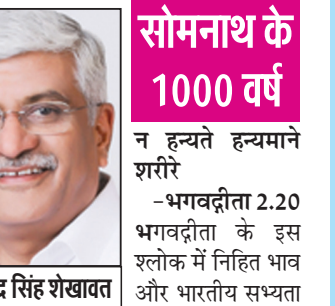 सोमनाथ के
1000 वर्ष
न हन्यते हन्यमाने
शरीरे
-भगवद्गीता 2.20
भगवद्गीता के इस
श्लोक में निहित भाव
और भारतीय सभ्यता
सिंह शेखावत